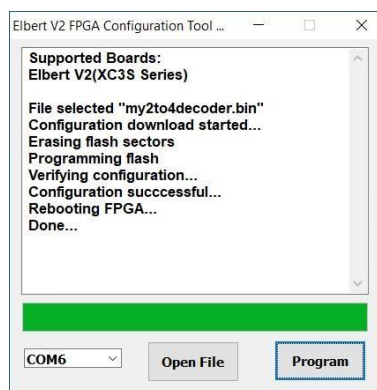 Elbert V2 FPGA Configuration Tool ...
Supported Boards:
Elbert V2(XC3S Series)
File selected "my2to4decoder.bin"
Configuration download started...
Erasing flash sectors
Programming flash
Verifying configuration...
Configuration succcessful...
Rebooting FPGA...
Done...
COM6
Open File
Program